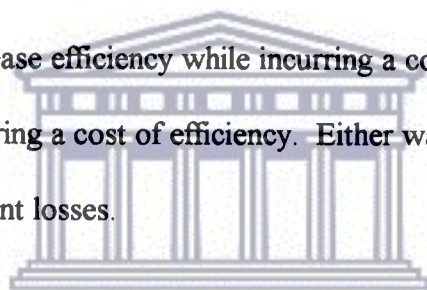 ase efficiency while incurring a co
ring a cost of efficiency. Either wa
nt losses.